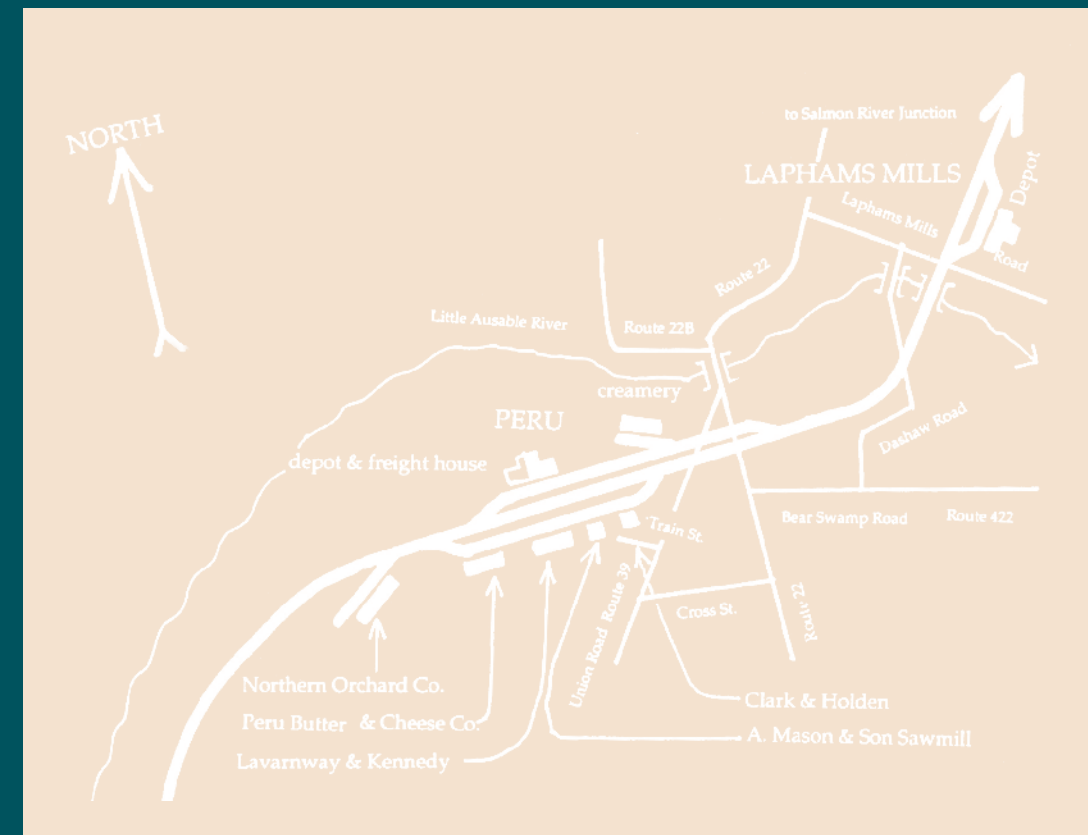 to Salmon River Junction
NORTH
LAPHAMS MILLS
Depot
Laphams Mills
Road
Route 22
Little Ausable River
Route 22B
creamery
PERU
Dashaw Road
depot & freight house
Bear Swamp Road
Route 422
Train St.
Union Road Route 39
Cross St.
Route 22
Northern Orchard Co.
Clark & Holden
Peru Butter & Cheese Co.
A. Mason & Son Sawmill
Lavarnway & Kennedy